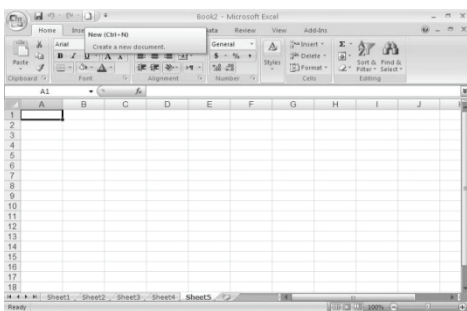 Book2 - Microsoft Excel
Home Inse ata Review View Add-Ins
New (Ctrl+N)
Create a new document.
Paste
Arial
B I
A
General
$ - %
Styles
Insert
Delete
Format
Σ
Sort & Filter
Find & Select
Clipboard Font Alignment Number Cells Editing
A1 fx
A B C D E F G H I J
1
2
3
4
5
6
7
8
9
10
11
12
13
14
15
16
17
18
Sheet1 Sheet2 Sheet3 Sheet4 Sheet5
Ready 100%